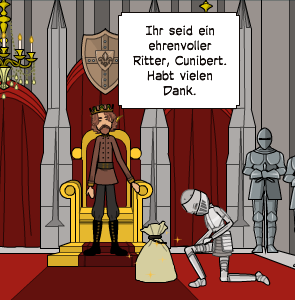 Ihr seid ein
ehrenvoller
Ritter, Cunibert.
Habt vielen
Dank.